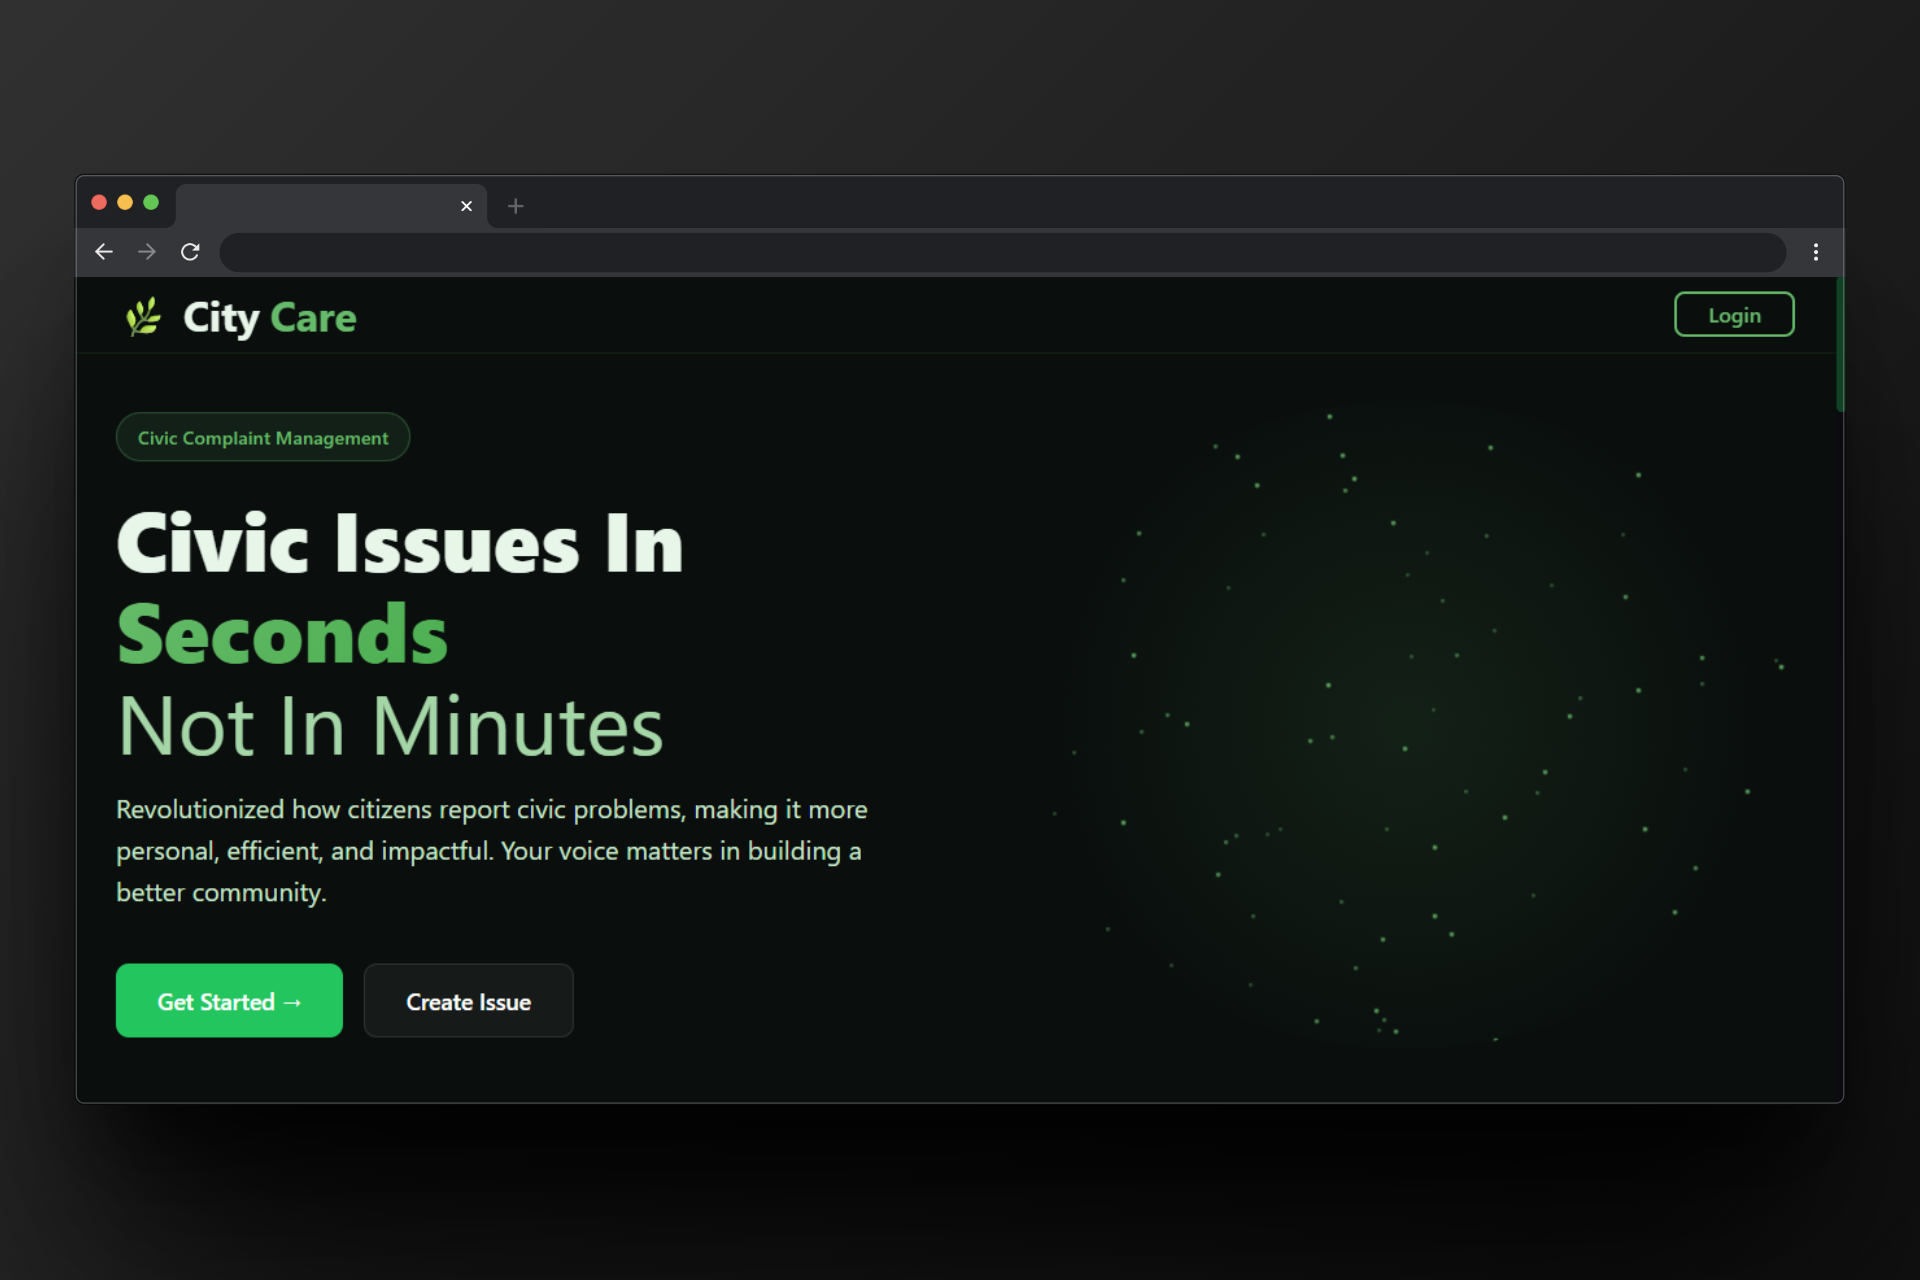 City Care
Login
Civic Complaint Management
Civic Issues In
Seconds
Not In Minutes
Revolutionized how citizens report civic problems, making it more
personal, efficient, and impactful. Your voice matters in building a
better community.
Get Started →
Create Issue